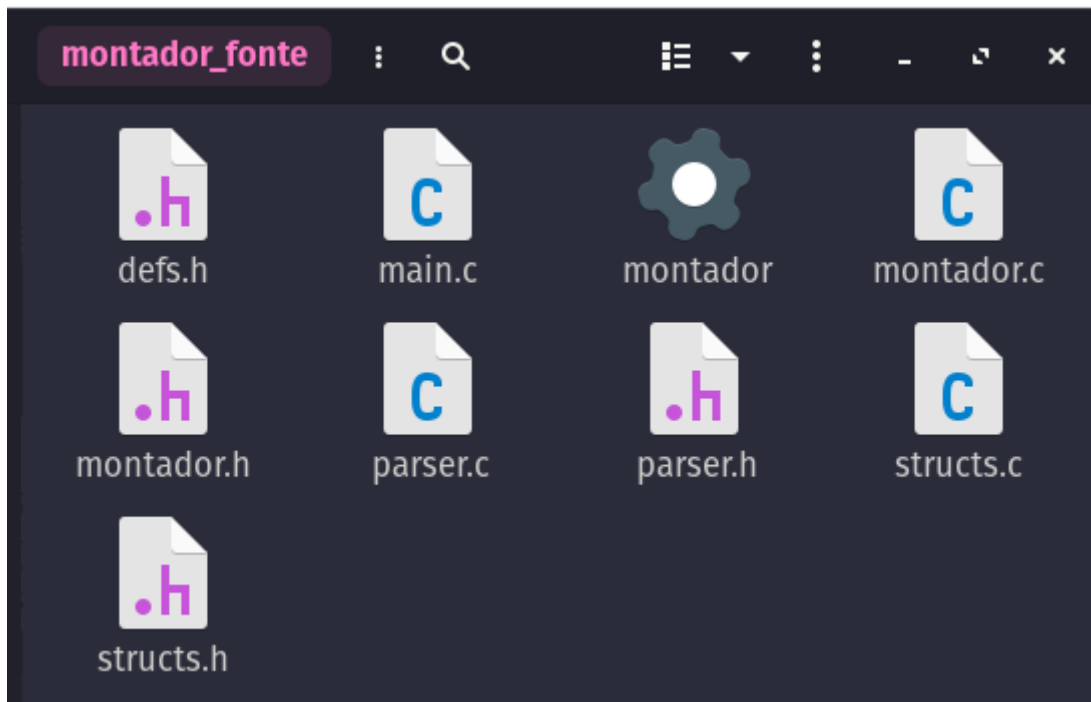 montador_fonte
defs.h
main.c
montador
montador.c
montador.h
parser.c
parser.h
structs.c
structs.h